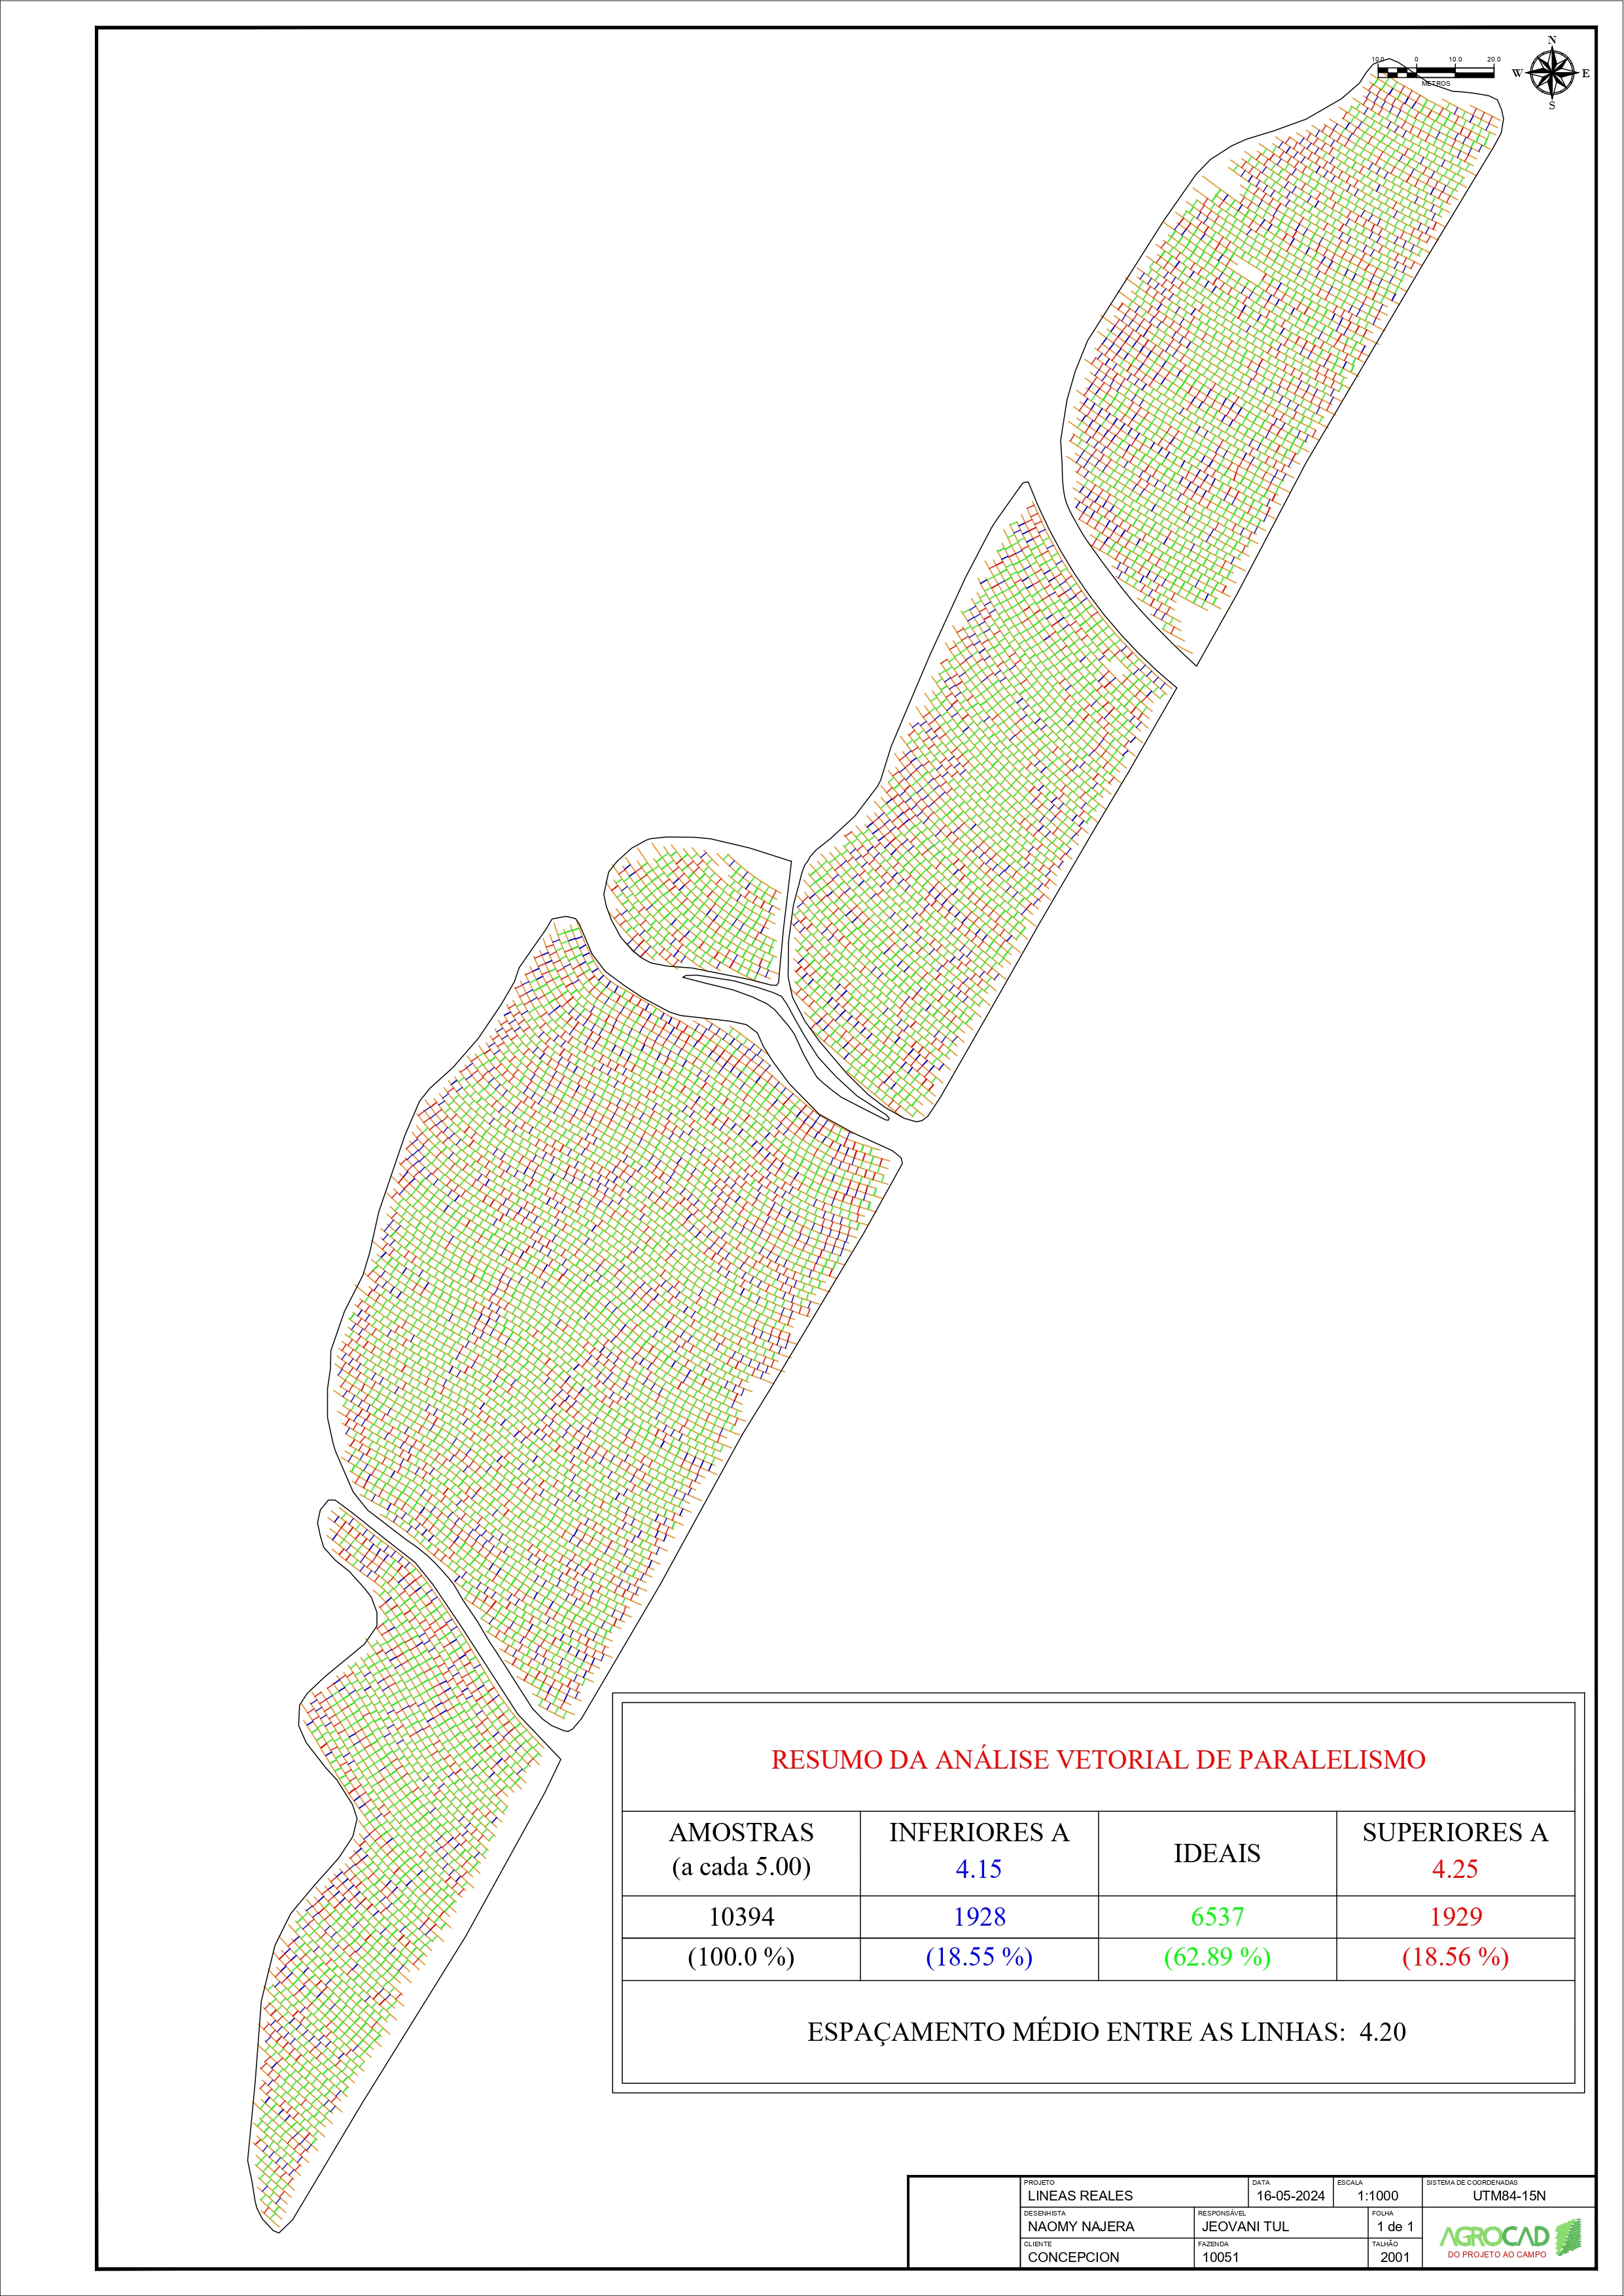 N
W E
S
10.0 0 10.0 20.0
METROS
RESUMO DA ANÁLISE VETORIAL DE PARALELISMO
AMOSTRAS
(a cada 5.00)
INFERIORES A
4.15
IDEAIS
SUPERIORES A
4.25
10394 1928 6537 1929
(100.0 %) (18.55 %) (62.89 %) (18.56 %)
ESPAÇAMENTO MÉDIO ENTRE AS LINHAS: 4.20
PROJETO DATA ESCALA SISTEMA DE COORDENADAS
LINEAS REALES 16-05-2024 1:1000 UTM84-15N
DESENHISTA RESPONSÁVEL FOLHA
NAOMY NAJERA JEOVANI TUL 1 de 1
CLIENTE FAZENDA TALHÃO
CONCEPCION 10051 2001
AGROCAD
DO PROJETO AO CAMPO